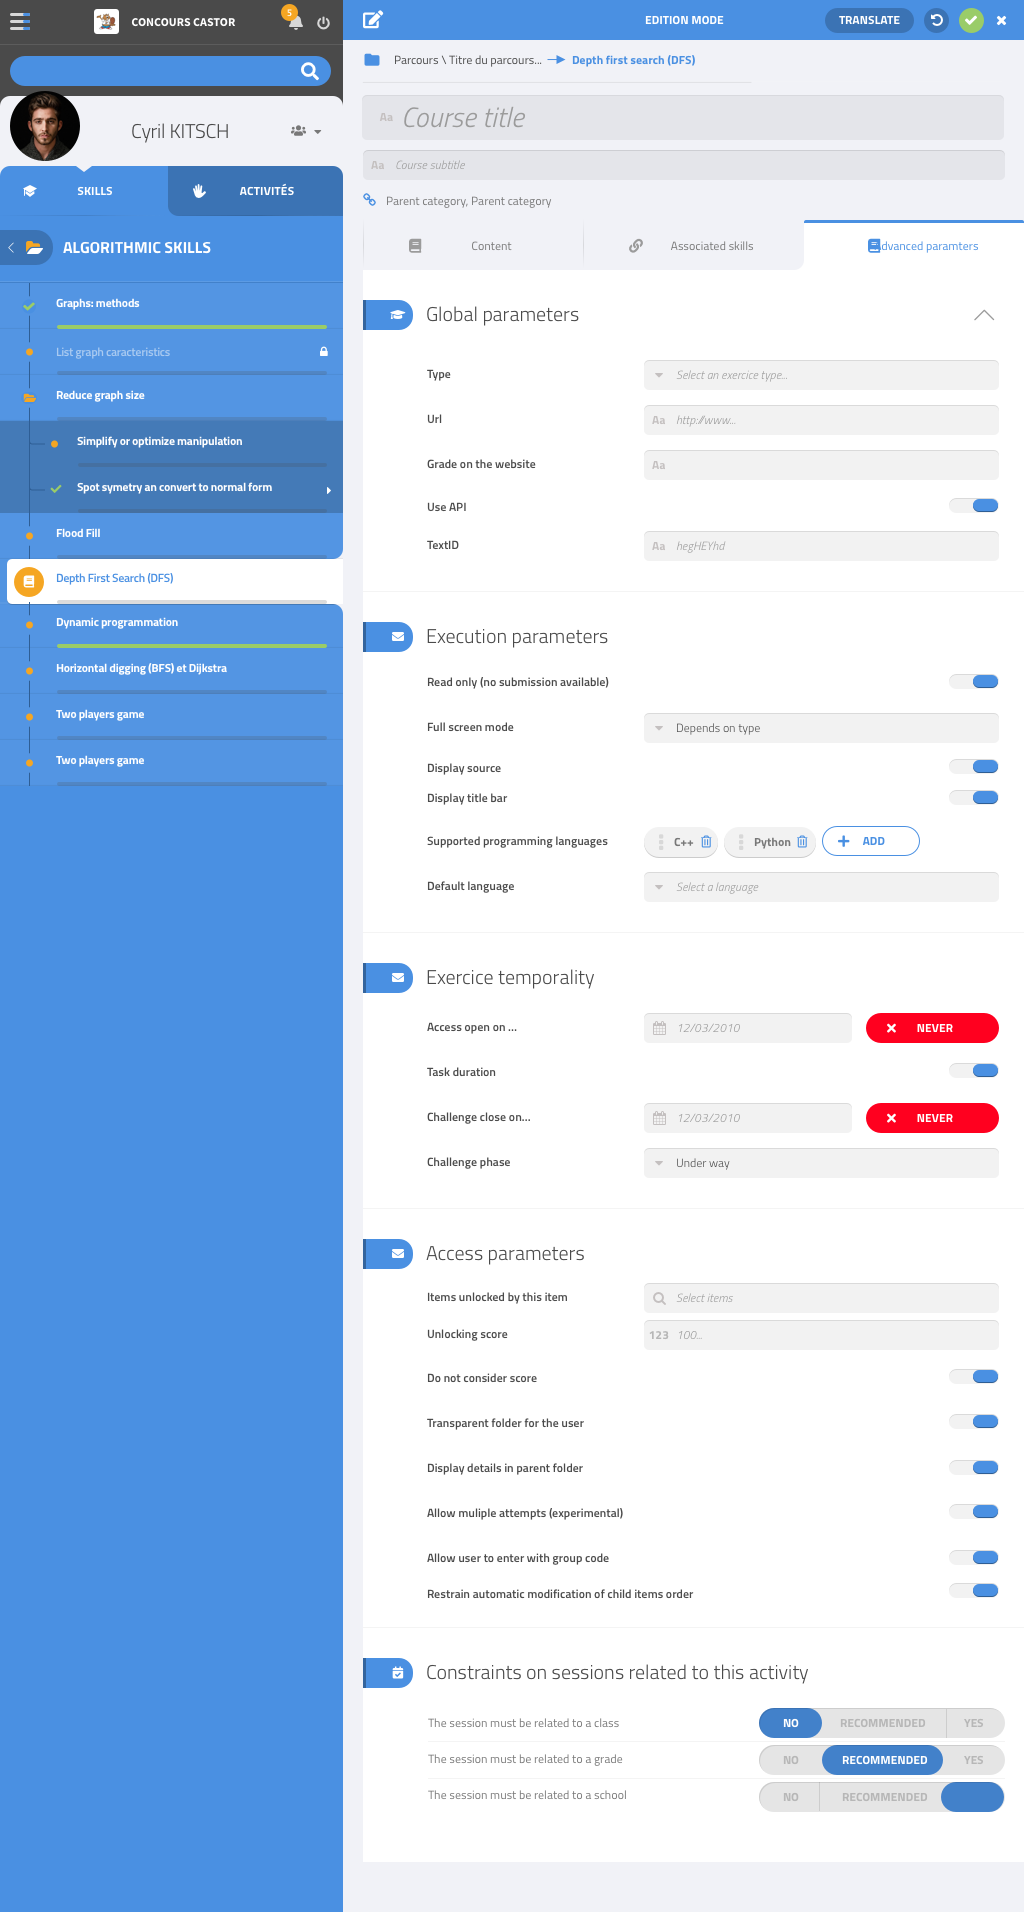 CONCOURS CASTOR
5
EDITION MODE
TRANSLATE
Parcours \ Titre du parcours...
Depth first search (DFS)
Cyril KITSCH
SKILLS
ACTIVITÉS
ALGORITHMIC SKILLS
Graphs: methods
List graph caracteristics
Reduce graph size
Simplify or optimize manipulation
Spot symetry an convert to normal form
Flood Fill
Depth First Search (DFS)
Dynamic programmation
Horizontal digging (BFS) et Dijkstra
Two players game
Two players game
Aa Course title
Aa Course subtitle
Parent category, Parent category
Content
Associated skills
dvanced paramters
Global parameters
Type
Select an exercice type...
Url
Aa http://www...
Grade on the website
Aa
Use API
TextID
Aa hegHEYhd
Execution parameters
Read only (no submission available)
Full screen mode
Depends on type
Display source
Display title bar
Supported programming languages
C++
Python
ADD
Default language
Select a language
Exercice temporality
Access open on ...
12/03/2010
NEVER
Task duration
Challenge close on...
12/03/2010
NEVER
Challenge phase
Under way
Access parameters
Items unlocked by this item
Select items
Unlocking score
123 100...
Do not consider score
Transparent folder for the user
Display details in parent folder
Allow muliple attempts (experimental)
Allow user to enter with group code
Restrain automatic modification of child items order
Constraints on sessions related to this activity
The session must be related to a class
NO RECOMMENDED YES
The session must be related to a grade
NO RECOMMENDED YES
The session must be related to a school
NO RECOMMENDED